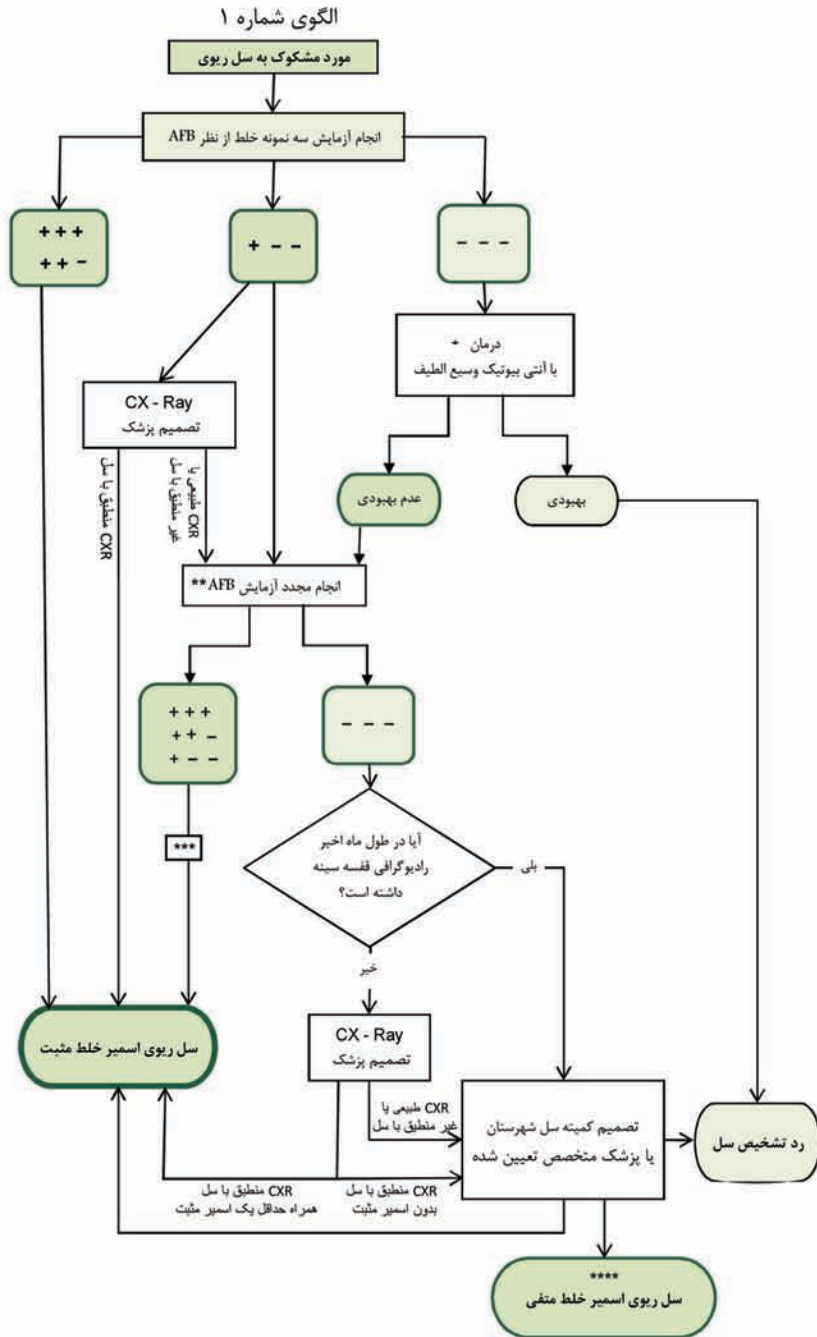 الگوی شماره ۱
مورد مشکوک به سل ریوی
انجام آزمایش سه نمونه خلط از نظر AFB
+ + +
+ + -
+ - -
- - -
درمان +
با آنتی بیوتیک وسیع الطیف
CX - Ray
تصمیم پزشک
عدم بهبودی
بهبودی
CXR منطبق با سل
CXR طبیعی یا
غیر منطبق با سل
انجام مجدد آزمایش AFB**
+ + +
+ + -
+ - -
- - -
آیا در طول ماه اخیر
رادیوگرافی قفسه سینه
داشته است؟
بلی
خیر
***
CX - Ray
تصمیم پزشک
سل ریوی اسمیر خلط مثبت
CXR طبیعی یا
غیر منطبق با سل
تصمیم کمیته سل شهرستان
یا پزشک متخصص تعیین شده
رد تشخیص سل
CXR منطبق با سل
بدون اسمیر مثبت
CXR منطبق با سل
همراه حداقل یک اسمیر مثبت
****
سل ریوی اسمیر خلط متفی